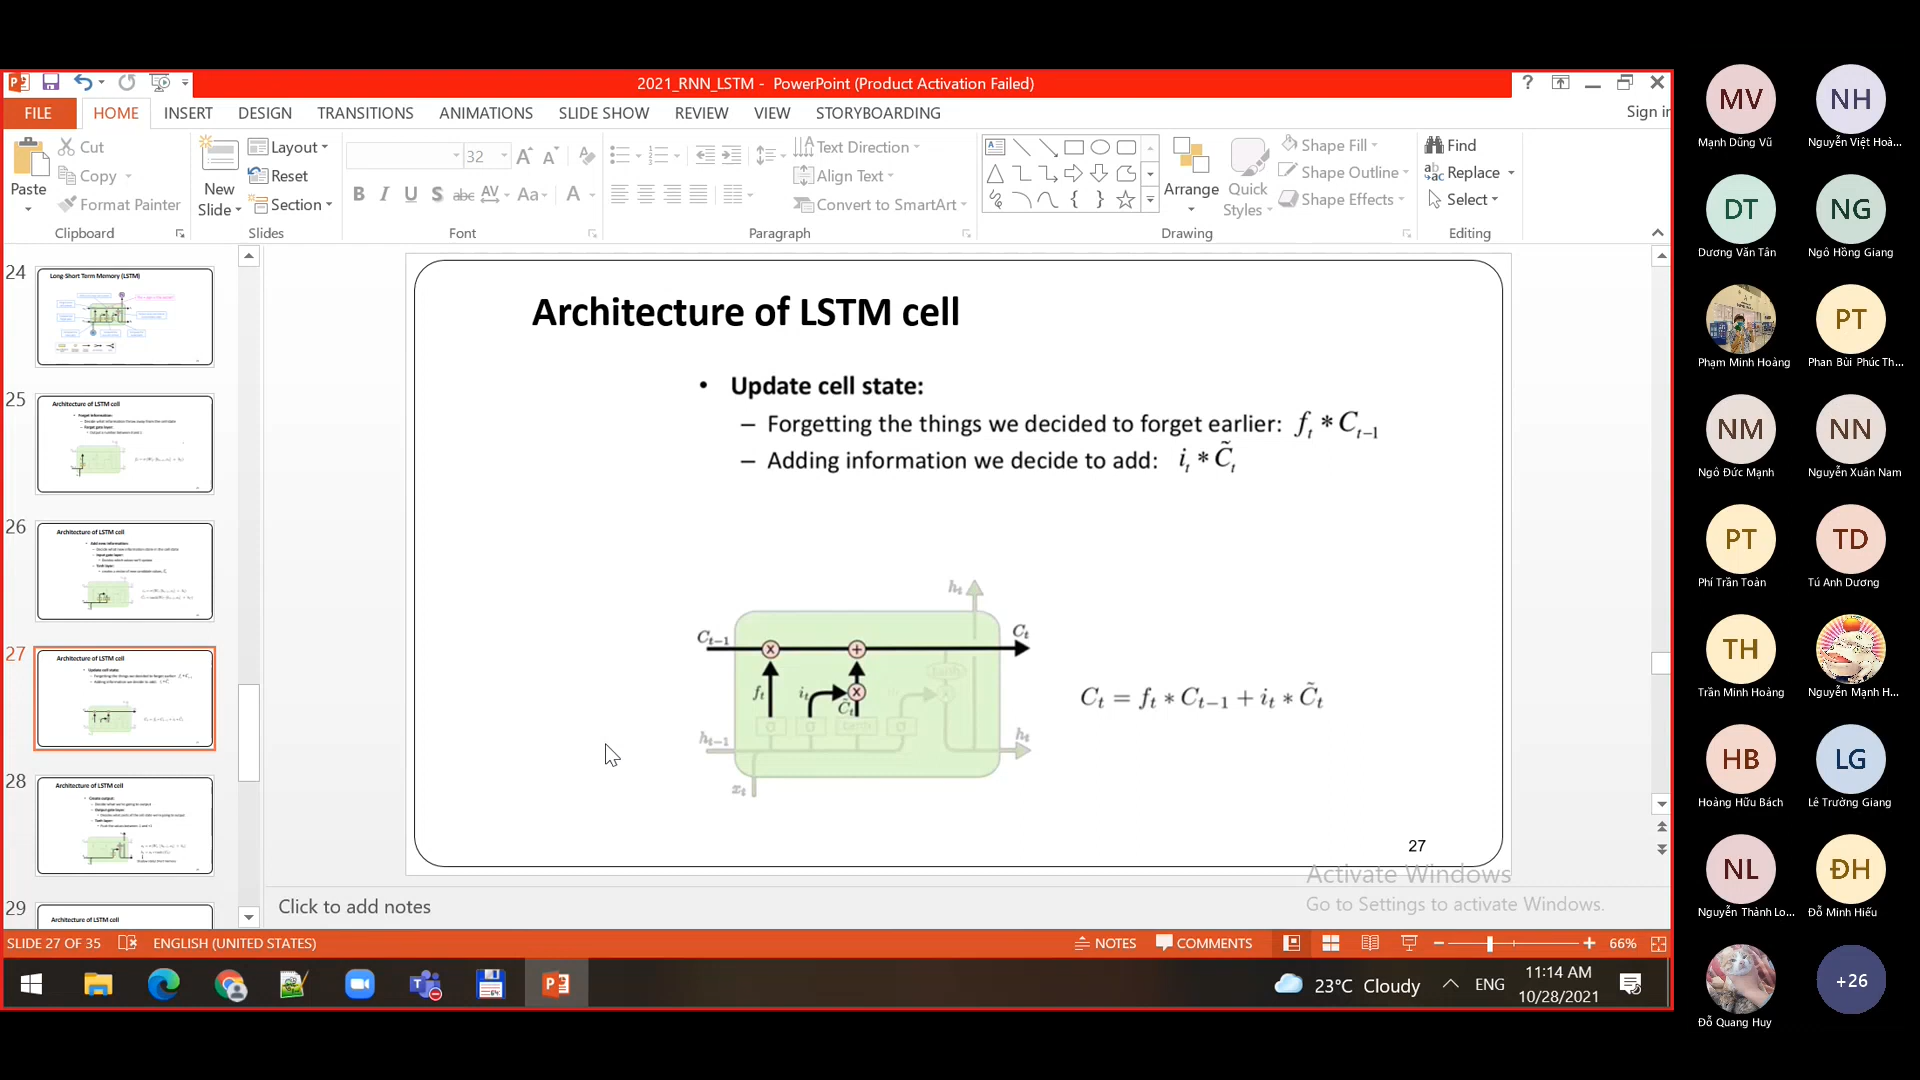 2021_RNN_LSTM - PowerPoint (Product Activation Failed)
?
FILE HOME INSERT DESIGN TRANSITIONS ANIMATIONS SLIDE SHOW REVIEW VIEW STORYBOARDING
Sign in
Paste
Cut
Copy
Format Painter
Clipboard
New Slide
Layout
Reset
Section
Slides
32
B I U S abc AV Aa A
Font
Text Direction
Align Text
Convert to SmartArt
Paragraph
Arrange
Quick Styles
Shape Fill
Shape Outline
Shape Effects
Drawing
Find
Replace
Select
Editing
24
Long-Short Term Memory (LSTM)
25
Architecture of LSTM cell
26
Architecture of LSTM cell
27
Architecture of LSTM cell
28
Architecture of LSTM cell
29
Architecture of LSTM cell
Architecture of LSTM cell
• Update cell state:
– Forgetting the things we decided to forget earlier: f_t * C_{t-1}
– Adding information we decide to add: i_t * C̃_t
h_t
C_{t-1} x + C_t
f_t i_t x C̃_t
tanh
σ σ tanh σ
h_{t-1} h_t
x_t
C_t = f_t * C_{t-1} + i_t * C̃_t
27
Activate Windows
Go to Settings to activate Windows.
Click to add notes
SLIDE 27 OF 35 ENGLISH (UNITED STATES) NOTES COMMENTS 66%
23°C Cloudy ENG
11:14 AM
10/28/2021
MV NH
Mạnh Dũng Vũ Nguyễn Việt Hoà...
DT NG
Dương Văn Tân Ngô Hồng Giang
PT
Phạm Minh Hoàng Phan Bùi Phúc Th...
NM NN
Ngô Đức Mạnh Nguyễn Xuân Nam
PT TD
Phí Trần Toàn Tú Anh Dương
TH
Trần Minh Hoàng Nguyễn Mạnh H...
HB LG
Hoàng Hữu Bách Lê Trường Giang
NL ĐH
Nguyễn Thành Lo... Đỗ Minh Hiếu
+26
Đỗ Quang Huy